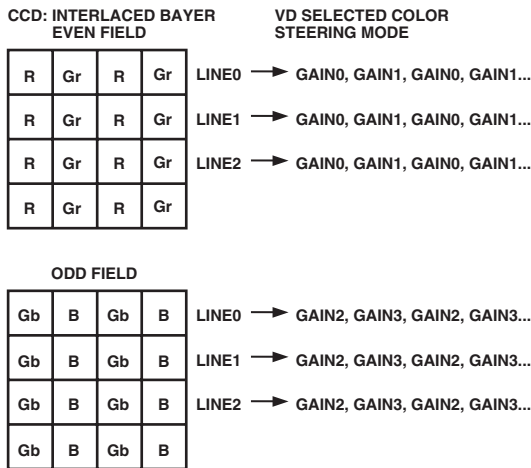 CCD: INTERLACED BAYER
EVEN FIELD
VD SELECTED COLOR
STEERING MODE
R Gr R Gr LINE0 GAIN0, GAIN1, GAIN0, GAIN1...
R Gr R Gr LINE1 GAIN0, GAIN1, GAIN0, GAIN1...
R Gr R Gr LINE2 GAIN0, GAIN1, GAIN0, GAIN1...
R Gr R Gr
ODD FIELD
Gb B Gb B LINE0 GAIN2, GAIN3, GAIN2, GAIN3...
Gb B Gb B LINE1 GAIN2, GAIN3, GAIN2, GAIN3...
Gb B Gb B LINE2 GAIN2, GAIN3, GAIN2, GAIN3...
Gb B Gb B